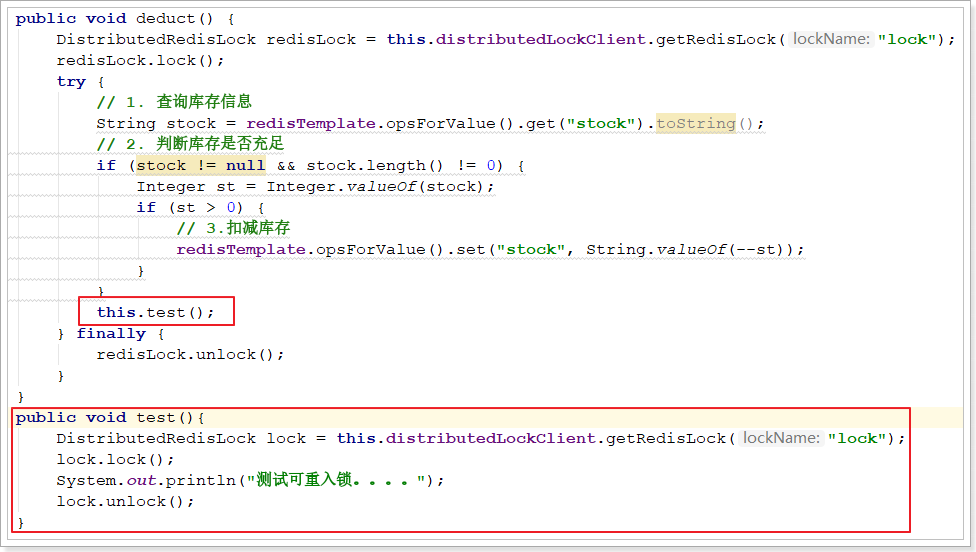 public void deduct() {
    DistributedRedisLock redisLock = this.distributedLockClient.getRedisLock( lockName: "lock");
    redisLock.lock();
    try {
        // 1. 查询库存信息
        String stock = redisTemplate.opsForValue().get("stock").toString();
        // 2. 判断库存是否充足
        if (stock != null && stock.length() != 0) {
            Integer st = Integer.valueOf(stock);
            if (st > 0) {
                // 3.扣减库存
                redisTemplate.opsForValue().set("stock", String.valueOf(--st));
            }
        }
        this.test();
    } finally {
        redisLock.unlock();
    }
}
public void test(){
    DistributedRedisLock lock = this.distributedLockClient.getRedisLock( lockName: "lock");
    lock.lock();
    System.out.println("测试可重入锁。。。。");
    lock.unlock();
}